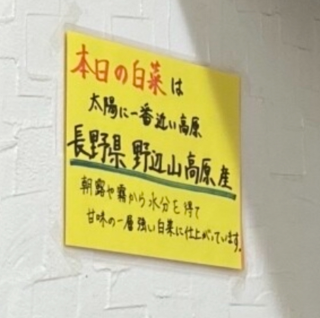 本日の白菜は
太陽に一番近い高原
長野県 野辺山高原産
朝露や霧から水分を得て
甘味の一層強い白菜に仕上がっています。